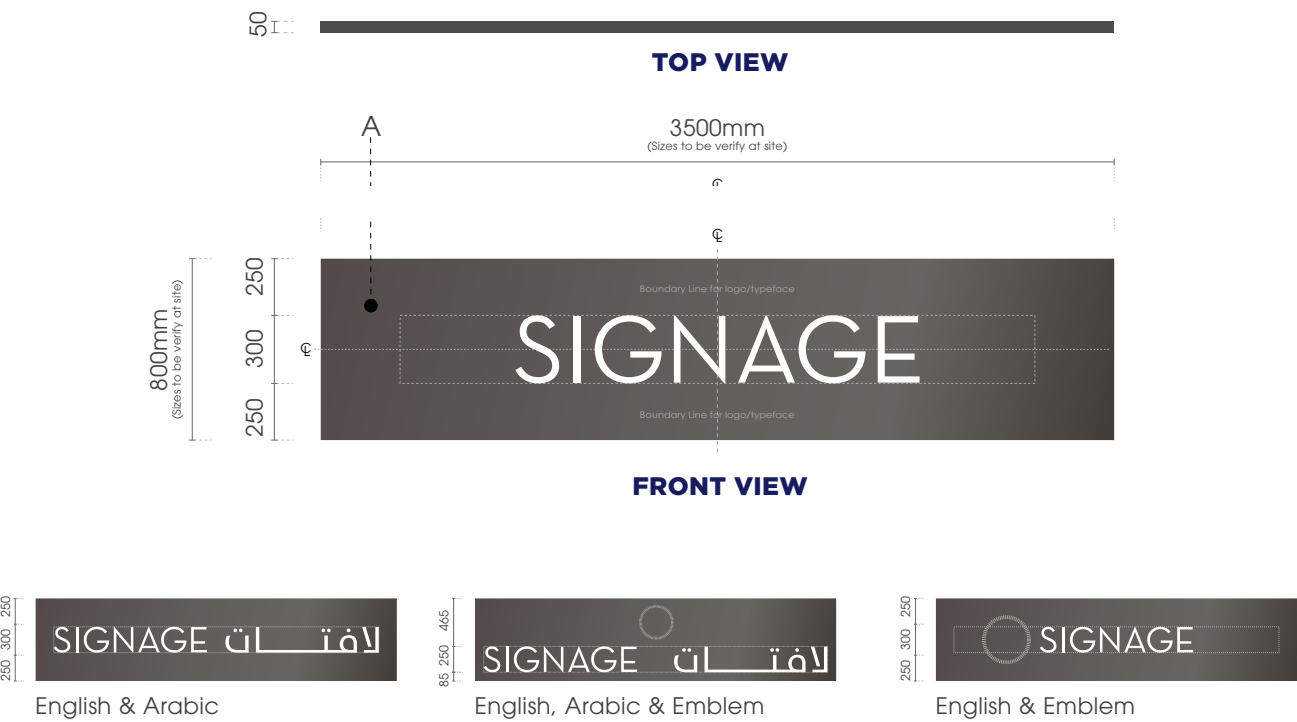 50
TOP VIEW
A
3500mm
(Sizes to be verify at site)
℄
℄
250
300
250
800mm
(Sizes to be verify at site)
℄
Boundary Line for logo/typeface
SIGNAGE
Boundary Line for logo/typeface
FRONT VIEW
250
300
250
SIGNAGE لافتـــات
English & Arabic
465
250
85
SIGNAGE لافتـــات
English, Arabic & Emblem
250
300
250
SIGNAGE
English & Emblem